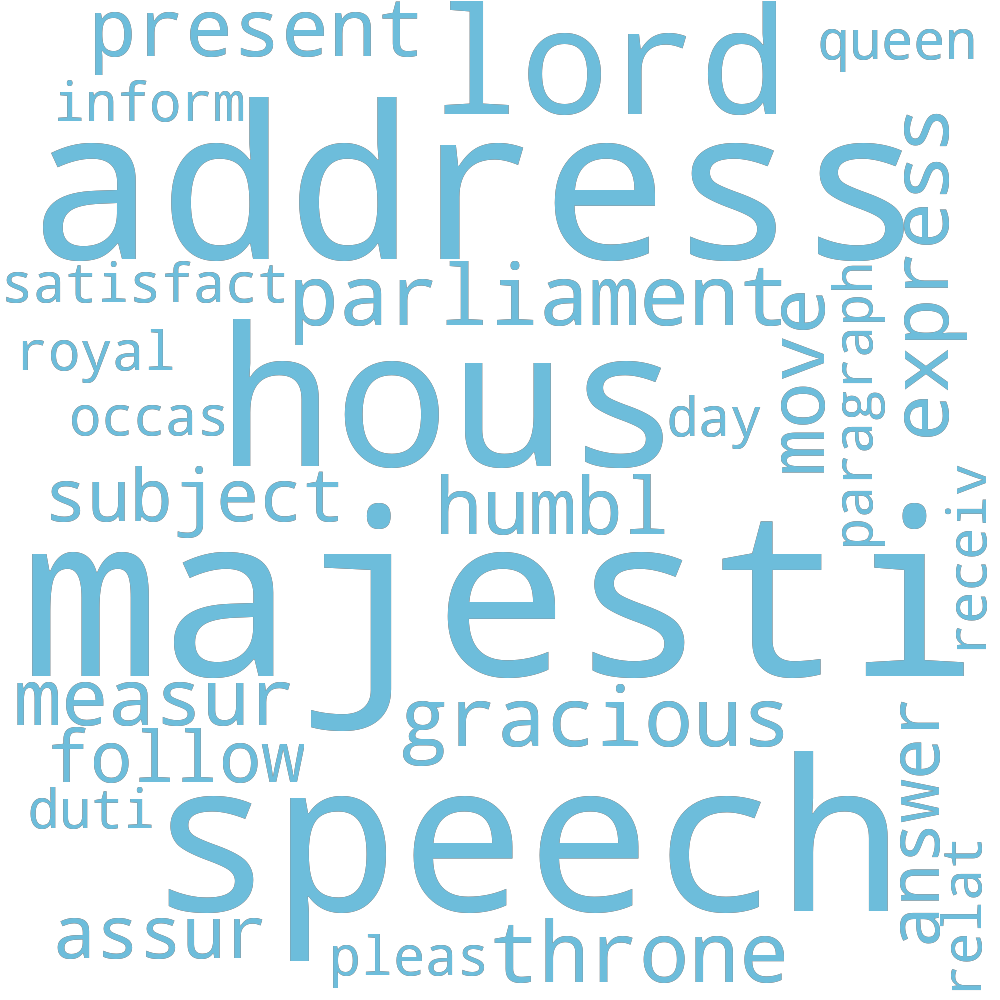 present
lord
queen
inform
address
express
satisfact
parliament
move
paragraph
royal
hous
occas
day
subject
humbl
receiv
majesti
measur
gracious
follow
answer
duti
speech
relat
assur
pleas
throne